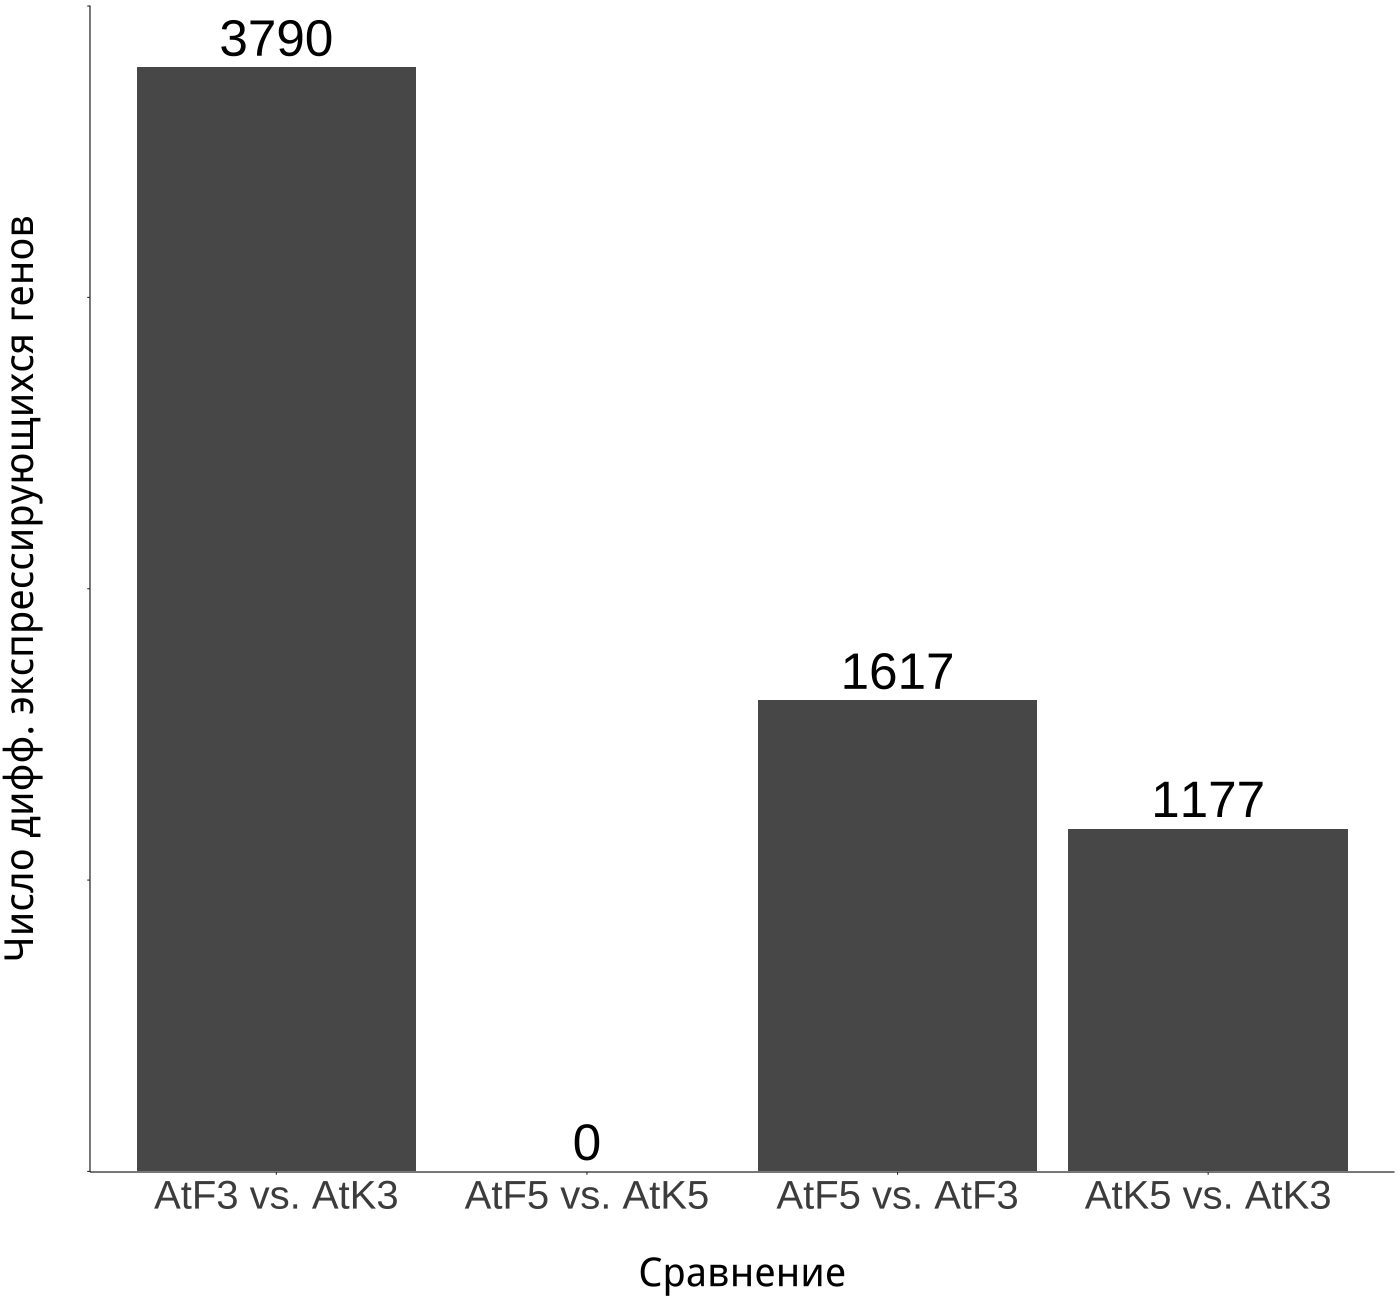 3790
0
1617
1177
Число дифф. экспрессирующихся генов
AtF3 vs. AtK3
AtF5 vs. AtK5
AtF5 vs. AtF3
AtK5 vs. AtK3
Сравнение